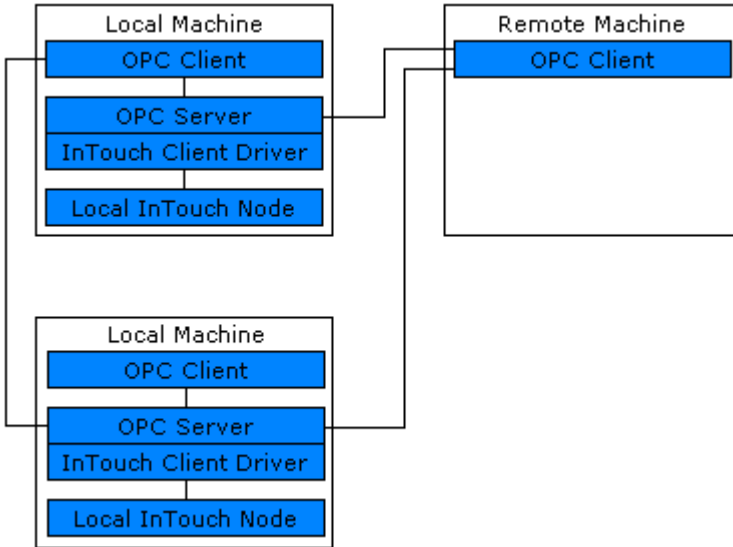 Local Machine
OPC Client
OPC Server
InTouch Client Driver
Local InTouch Node
Remote Machine
OPC Client
Local Machine
OPC Client
OPC Server
InTouch Client Driver
Local InTouch Node